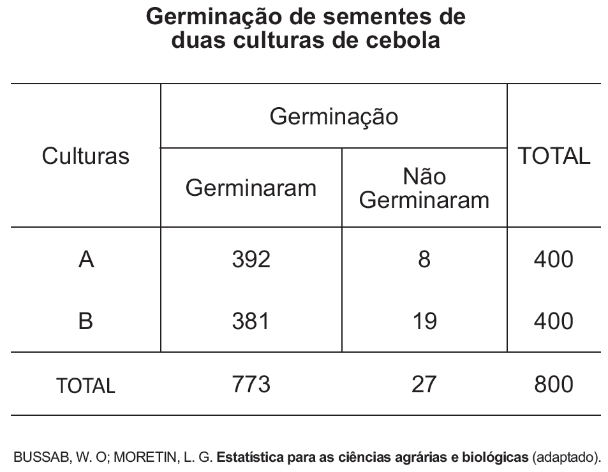 Germinação de sementes de
duas culturas de cebola
Culturas
Germinação
TOTAL
Germinaram
Não
Germinaram
A 392 8 400
B 381 19 400
TOTAL 773 27 800
BUSSAB, W. O; MORETIN, L. G. Estatística para as ciências agrárias e biológicas (adaptado).